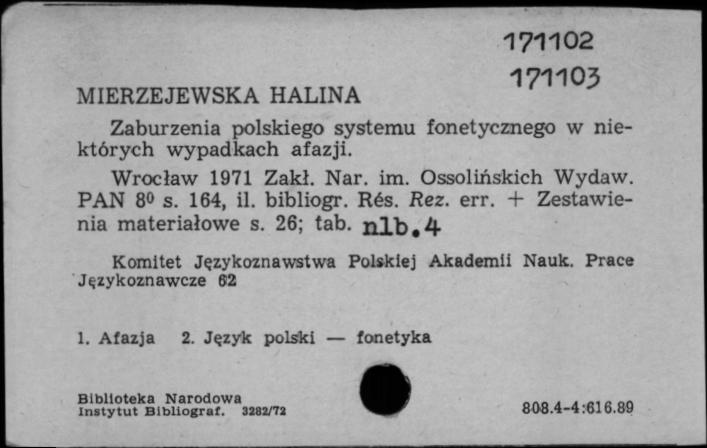 171102
171103
MIERZEJEWSKA HALINA
Zaburzenia polskiego systemu fonetycznego w nie-
których wypadkach afazji.
Wrocław 1971 Zakł. Nar. im. Ossolińskich Wydaw.
PAN 8⁰ s. 164, il. bibliogr. Rés. Rez. err. + Zestawie-
nia materiałowe s. 26; tab. nlb.4
Komitet Językoznawstwa Polskiej Akademii Nauk. Prace
Językoznawcze 62
1. Afazja 2. Język polski — fonetyka
Biblioteka Narodowa
Instytut Bibliograf. 3282/72
808.4-4:616.89